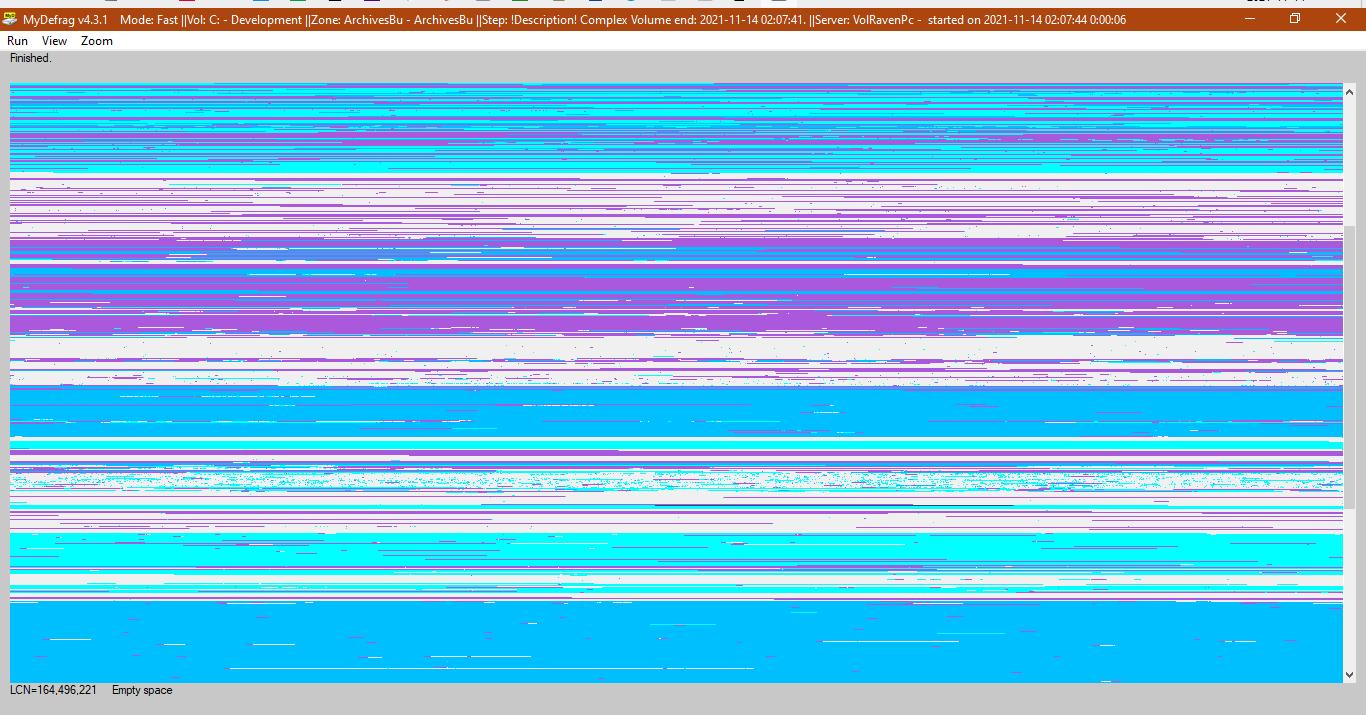 MyDefrag v4.3.1 Mode: Fast ||Vol: C: - Development ||Zone: ArchivesBu - ArchivesBu ||Step: !Description! Complex Volume end: 2021-11-14 02:07:41. ||Server: VolRavenPc - started on 2021-11-14 02:07:44 0:00:06
Run View Zoom
Finished.
LCN=164,496,221 Empty space